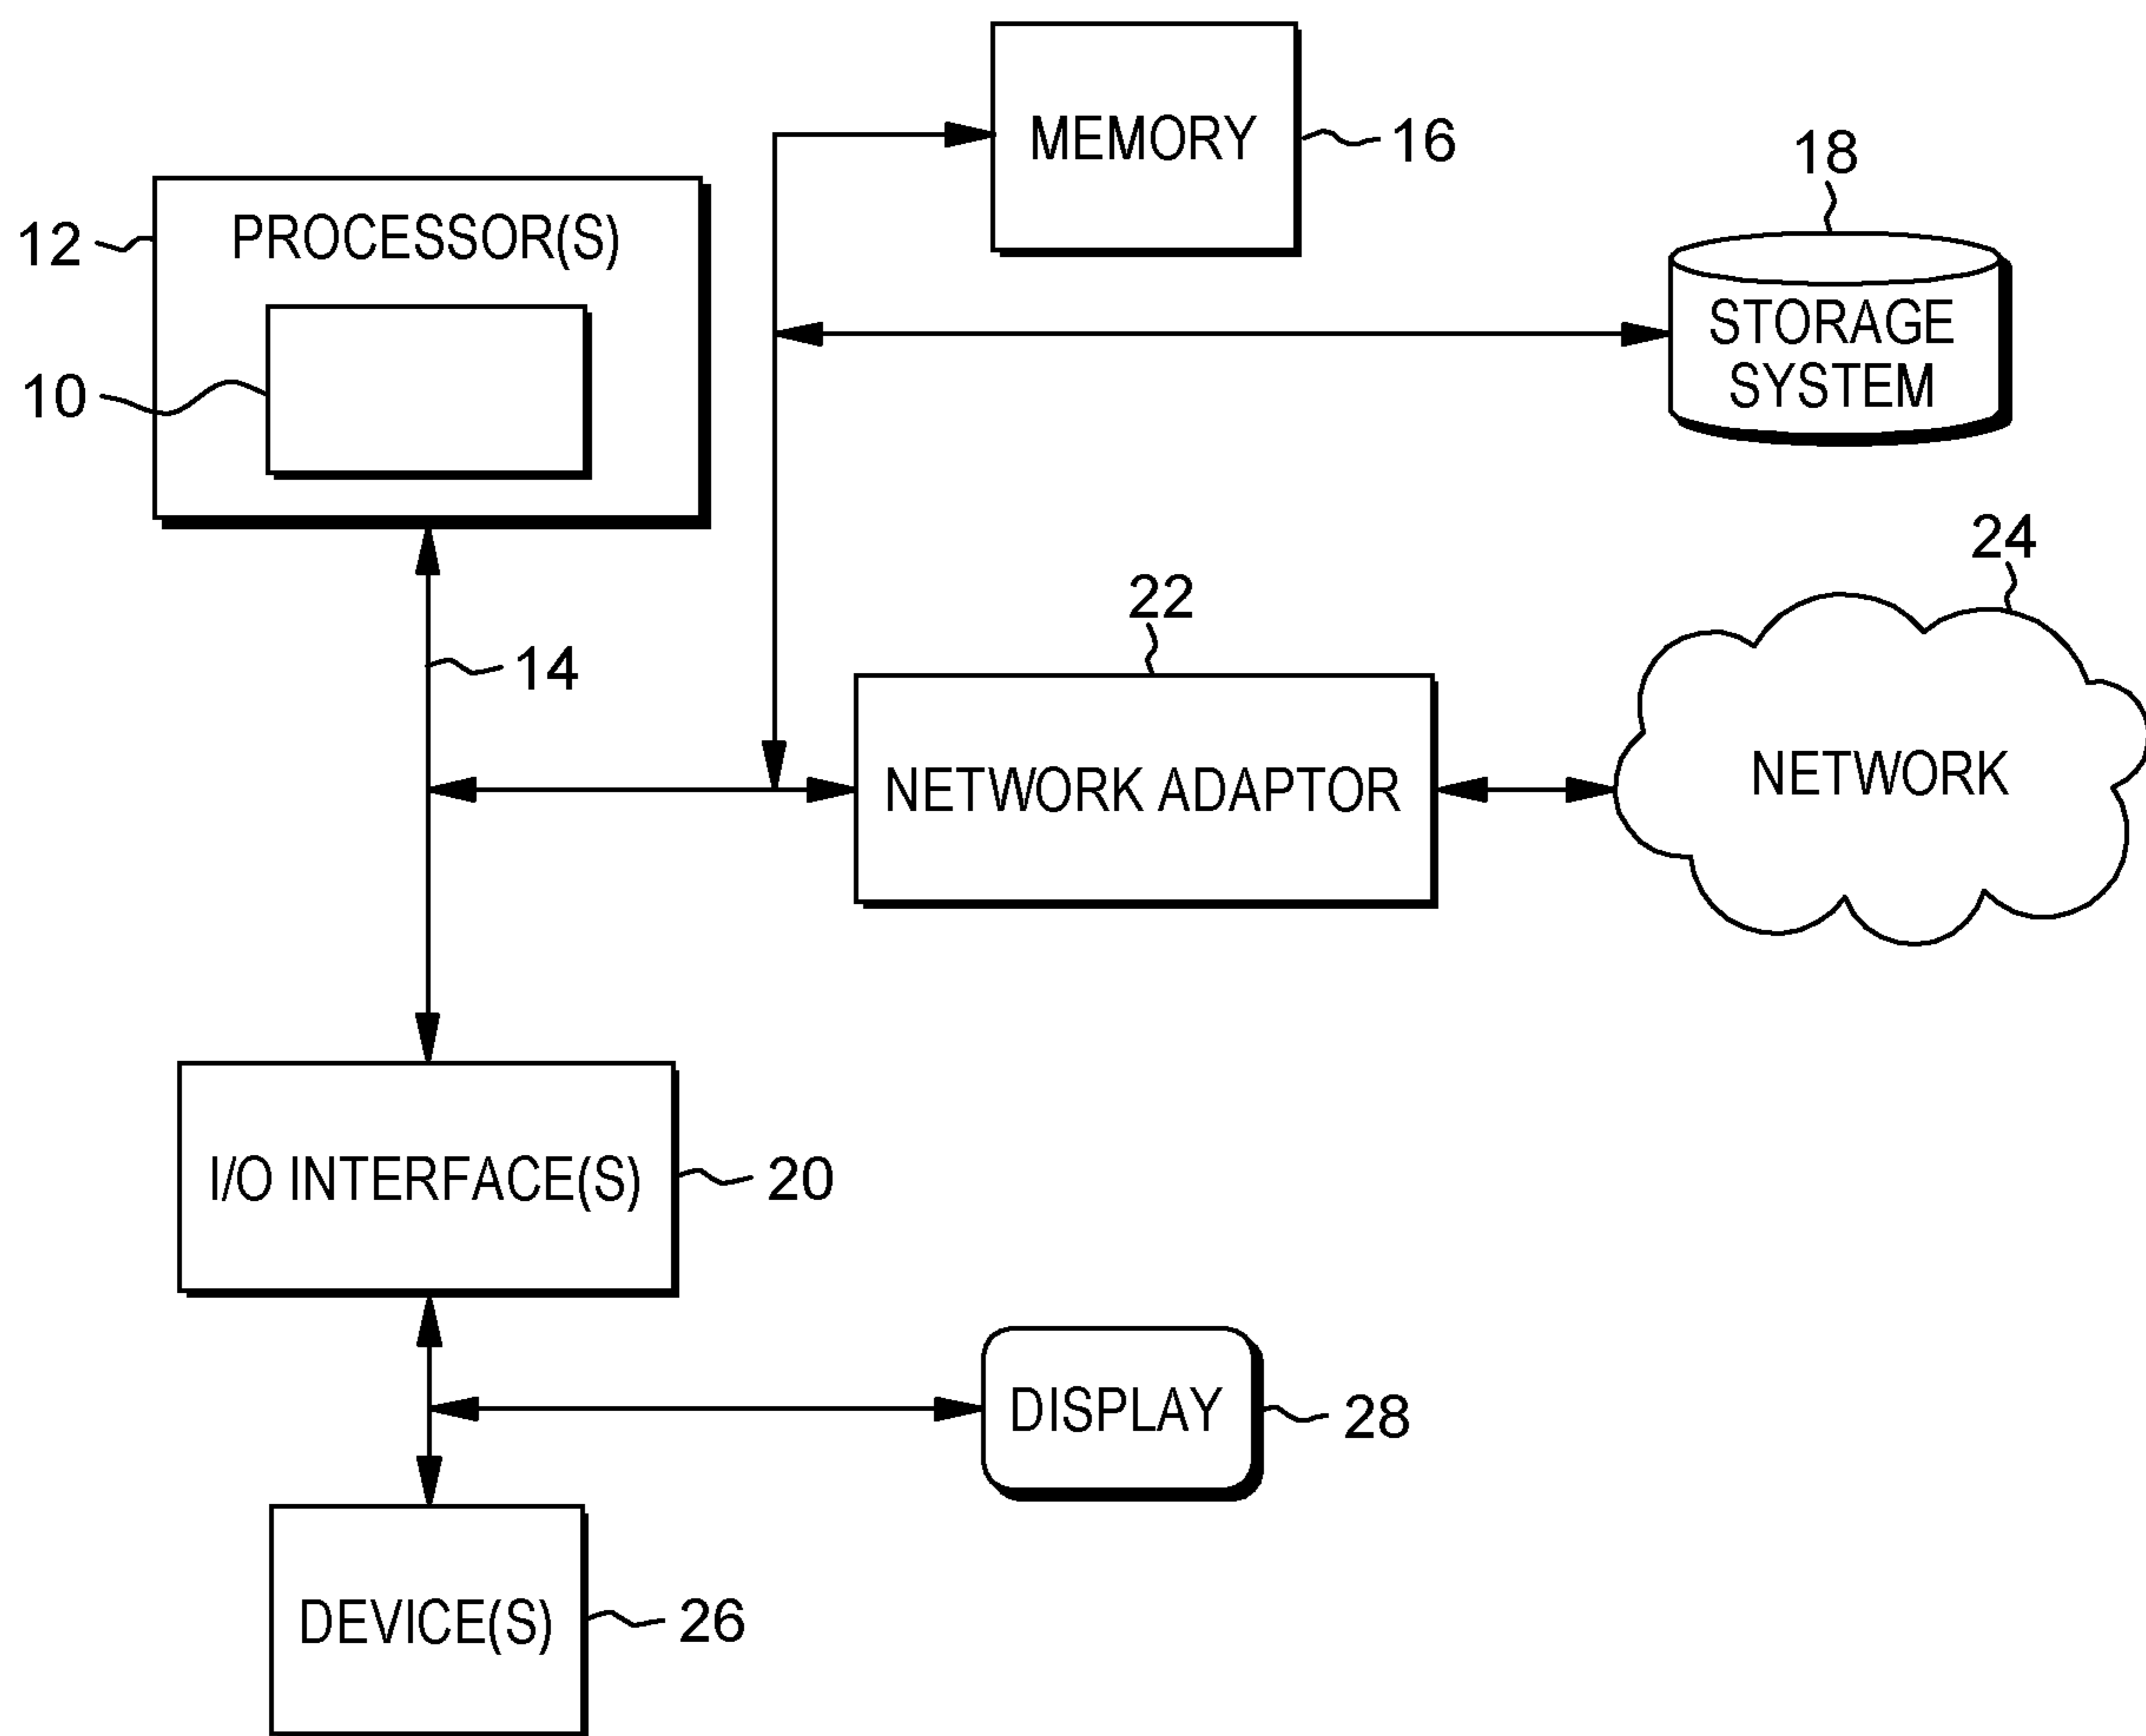 MEMORY
16
18
12
PROCESSOR(S)
10
STORAGE
SYSTEM
14
22
24
NETWORK ADAPTOR
NETWORK
I/O INTERFACE(S)
20
DISPLAY
28
DEVICE(S)
26